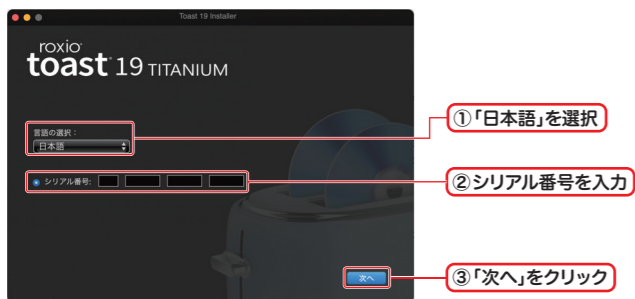 Toast 19 Installer
roxio
toast 19 TITANIUM
言語の選択：
日本語
シリアル番号:
次へ
①「日本語」を選択
②シリアル番号を入力
③「次へ」をクリック